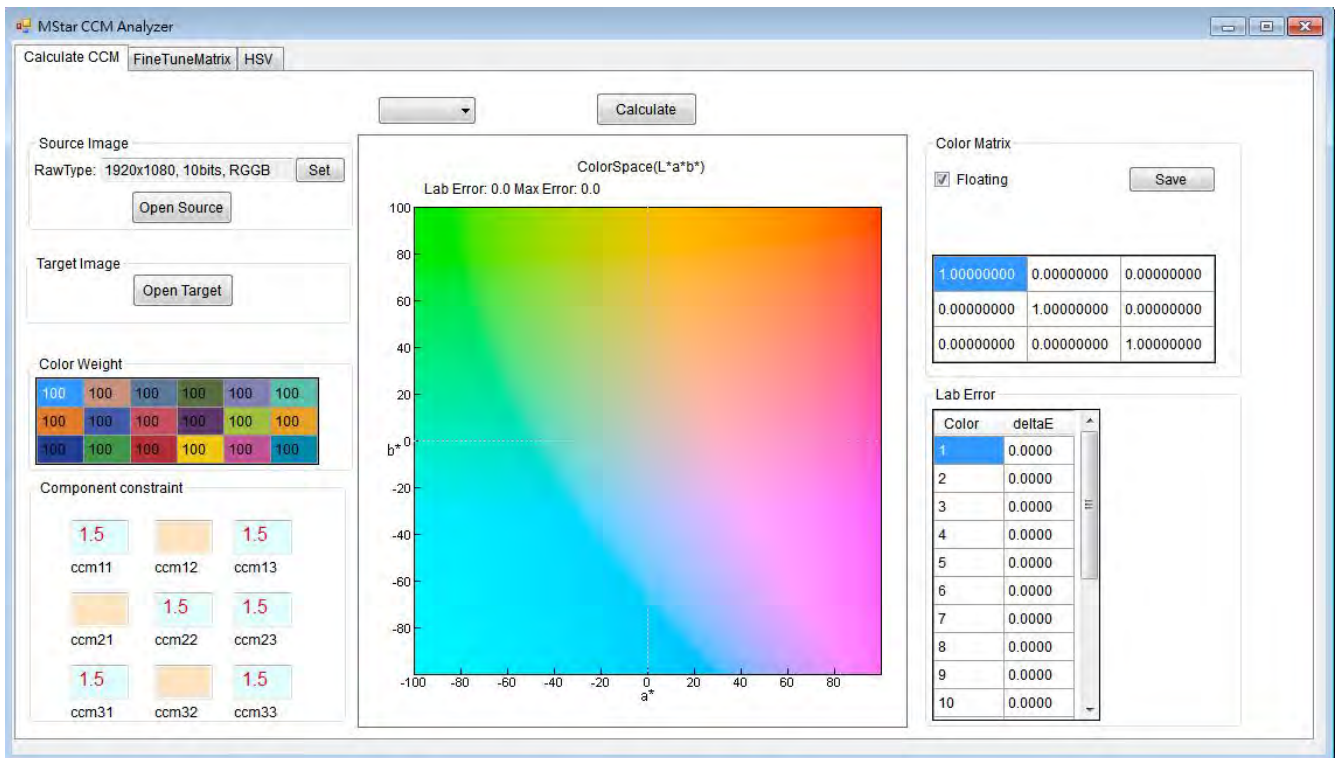 MStar CCM Analyzer
Calculate CCM FineTuneMatrix HSV
Calculate
Source Image
RawType: 1920x1080, 10bits, RGGB Set
Open Source
Target Image
Open Target
Color Weight
100 100 100 100 100 100
100 100 100 100 100 100
100 100 100 100 100 100
Component constraint
1.5 1.5
ccm11 ccm12 ccm13
1.5 1.5
ccm21 ccm22 ccm23
1.5 1.5
ccm31 ccm32 ccm33
ColorSpace(L*a*b*)
Lab Error: 0.0 Max Error: 0.0
100
80
60
40
20
b* 0
-20
-40
-60
-80
-100 -80 -60 -40 -20 0 20 40 60 80
a*
Color Matrix
Floating Save
1.00000000 0.00000000 0.00000000
0.00000000 1.00000000 0.00000000
0.00000000 0.00000000 1.00000000
Lab Error
Color deltaE
1 0.0000
2 0.0000
3 0.0000
4 0.0000
5 0.0000
6 0.0000
7 0.0000
8 0.0000
9 0.0000
10 0.0000